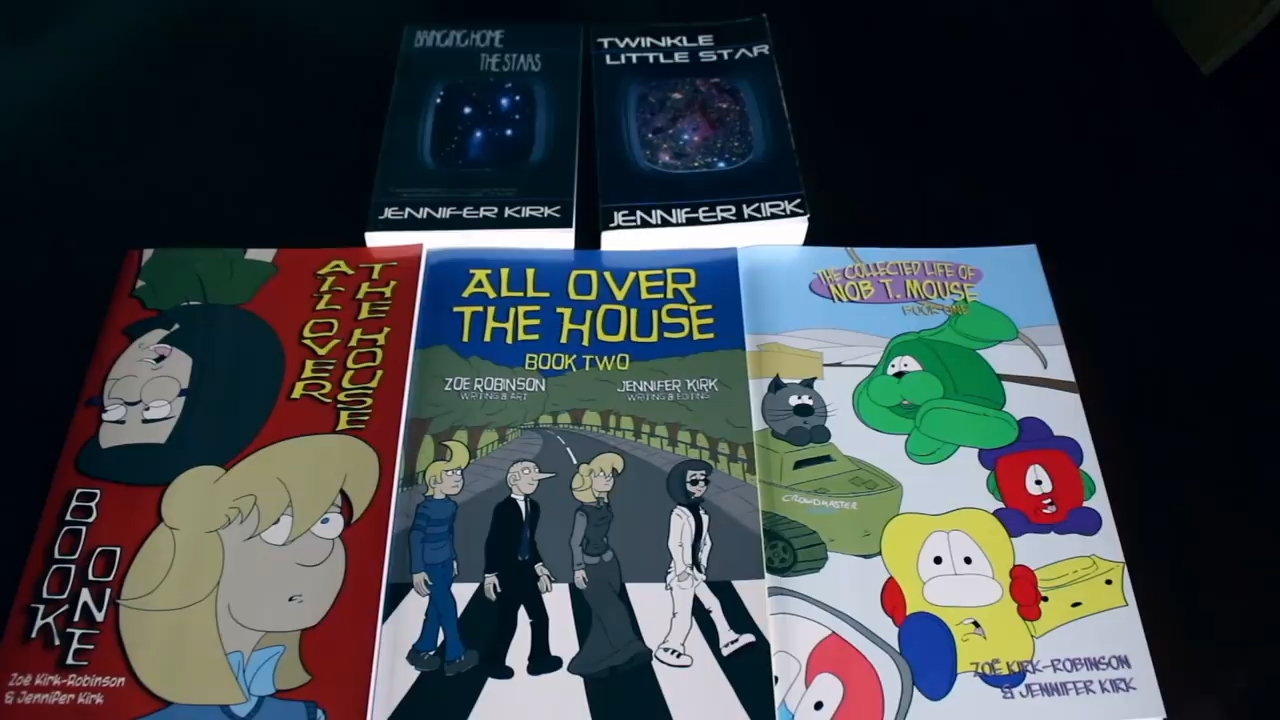 BRINGING HOME
THE STARS
JENNIFER KIRK
TWINKLE
LITTLE STAR
JENNIFER KIRK
ALL OVER
THE HOUSE
BOOK
ONE
Zoë Kirk-Robinson
& Jennifer Kirk
ALL OVER
THE HOUSE
BOOK TWO
ZOE ROBINSON
WRITING & ART
JENNIFER KIRK
WRITING & EDITING
THE COLLECTED LIFE OF
NOB T. MOUSE
CROWDMASTER
ZOË KIRK-ROBINSON
& JENNIFER KIRK